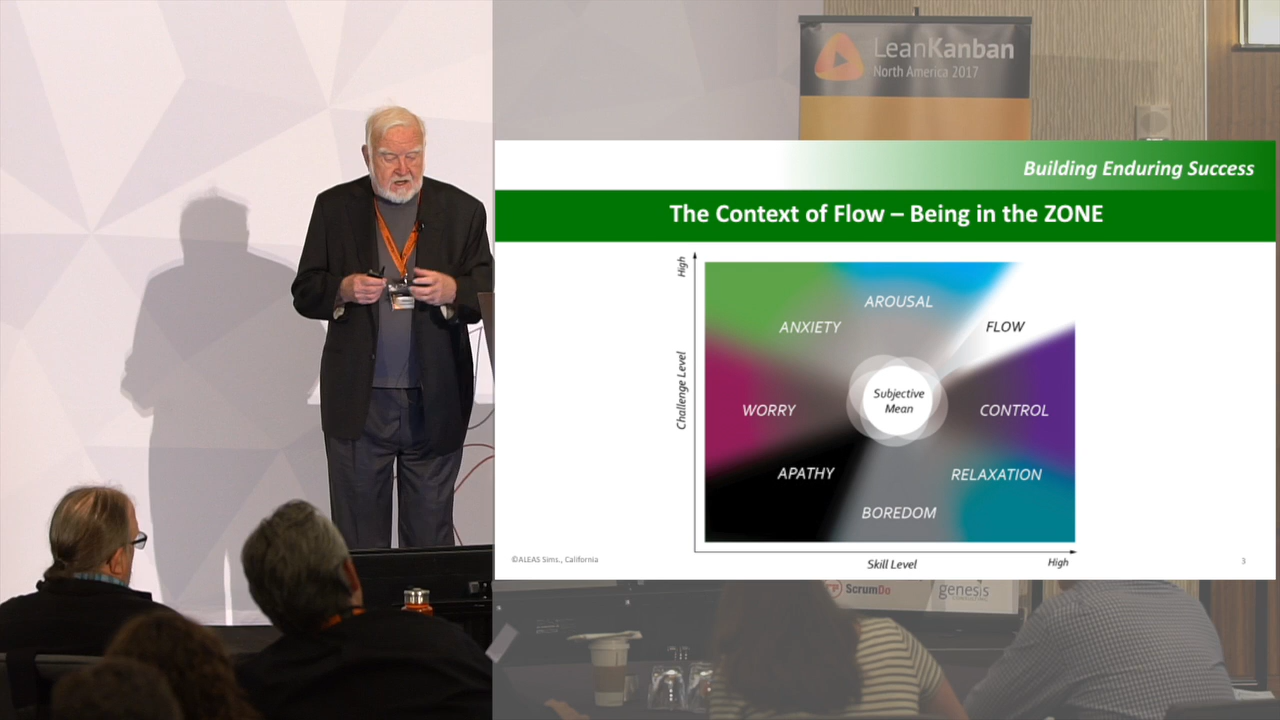 LeanKanban
North America 2017
Building Enduring Success
The Context of Flow – Being in the ZONE
High
Challenge Level
AROUSAL
ANXIETY
FLOW
Subjective
Mean
WORRY
CONTROL
APATHY
RELAXATION
BOREDOM
Skill Level
High
©ALEAS Sims., California
3
ScrumDo
genesis